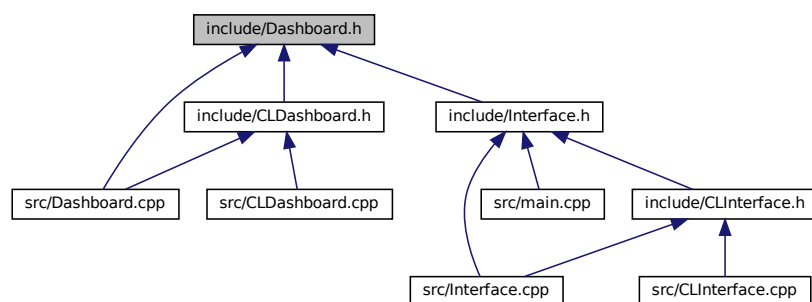 include/Dashboard.h
include/CLDashboard.h
include/Interface.h
src/Dashboard.cpp
src/CLDashboard.cpp
src/main.cpp
include/CLInterface.h
src/Interface.cpp
src/CLInterface.cpp